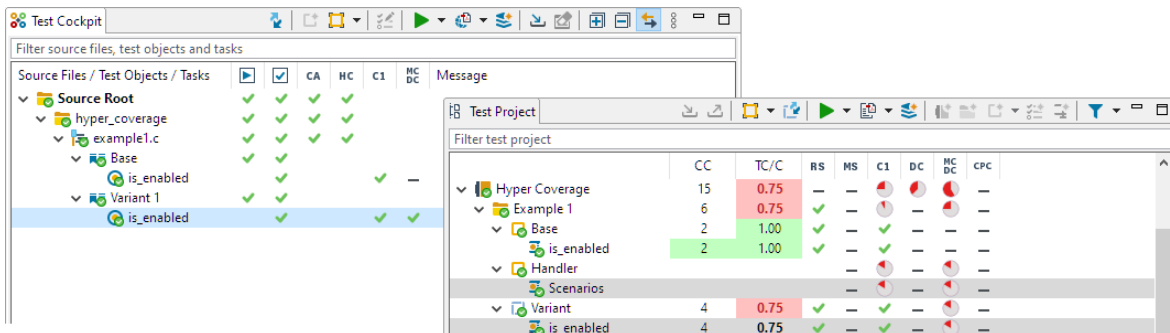 Test Cockpit
Filter source files, test objects and tasks
Source Files / Test Objects / Tasks CA HC C1 MC DC Message
Source Root
hyper_coverage
example1.c
Base
is_enabled
Variant 1
is_enabled
Test Project
Filter test project
CC TC/C RS MS C1 DC MC DC CPC
Hyper Coverage 15 0.75
Example 1 6 0.75
Base 2 1.00
is_enabled 2 1.00
Handler
Scenarios
Variant 4 0.75
is_enabled 4 0.75